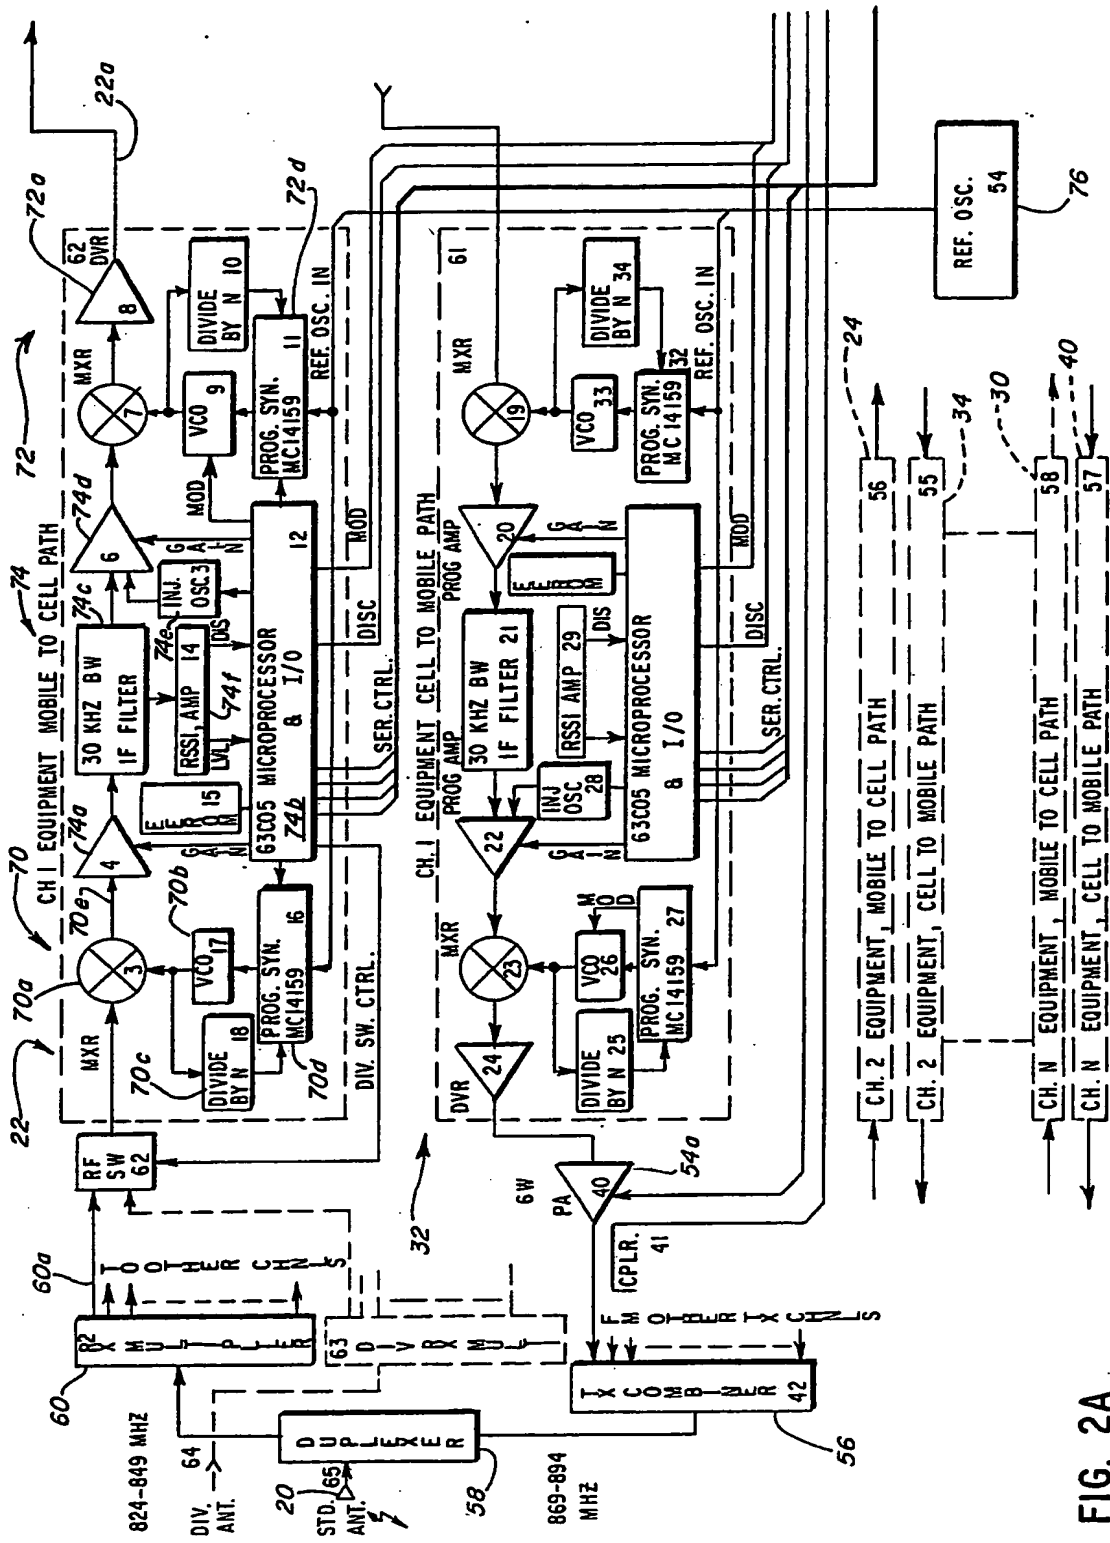 22a
72a
72
62
DVR
8
MXR
7
DIVIDE
BY N 10
VCO 9
MOD
PROG. SYN.
MC14159
11
72d
REF. OSC. IN
CH 1 EQUIPMENT MOBILE TO CELL PATH
74
74d
6
GAIN
74c
INJ.
OSC 3
74e
30 KHZ BW
1F FILTER
RSSI, AMP 14
DIS
LVL
74f
EEROM 15
74a
4
GAIN
63C05 MICROPROCESSOR
& I/O
12
74b
MOD
DISC
SER.CTRL.
70
70e
70a
3
MXR
70b
VCO 17
PROG. SYN.
MC14159
16
70d
DIVIDE
BY N 18
70c
DIV. SW. CTRL.
22
RF
SW
62
60a
TO OTHER CHNLS
RX MULTIPLIER
2
60
63 DIV RX MULT
824-849 MHZ
DIV.
ANT.
64
STD.
ANT.
65
20
DUPLEXER
58
869-894
MHZ
61
MXR
19
DIVIDE
BY N 34
VCO 33
PROG. SYN.
MC14159
32
REF. OSC. IN
CH. 1 EQUIPMENT CELL TO MOBILE PATH
PROG AMP
20
GAIN
EEROM
30 KHZ BW
1F FILTER 21
RSSI AMP 29
DIS
PROG AMP
22
GAIN
INJ
OSC
28
63C05 MICROPROCESSOR
& I/O
MOD
DISC
SER.CTRL.
MXR
23
VCO 26
MOD
PROG. SYN.
MC14159 27
DIVIDE
BY N 25
DVR
24
32
6W
PA
40
54a
CPLR.
41
FM OTHER TX CHNLS
TX COMBINER 42
56
REF. OSC.
54
76
CH. 2 EQUIPMENT, MOBILE TO CELL PATH 56
24
CH. 2 EQUIPMENT, CELL TO MOBILE PATH 55
34
CH. N EQUIPMENT, MOBILE TO CELL PATH 58
30
CH. N EQUIPMENT, CELL TO MOBILE PATH 57
40
FIG. 2A